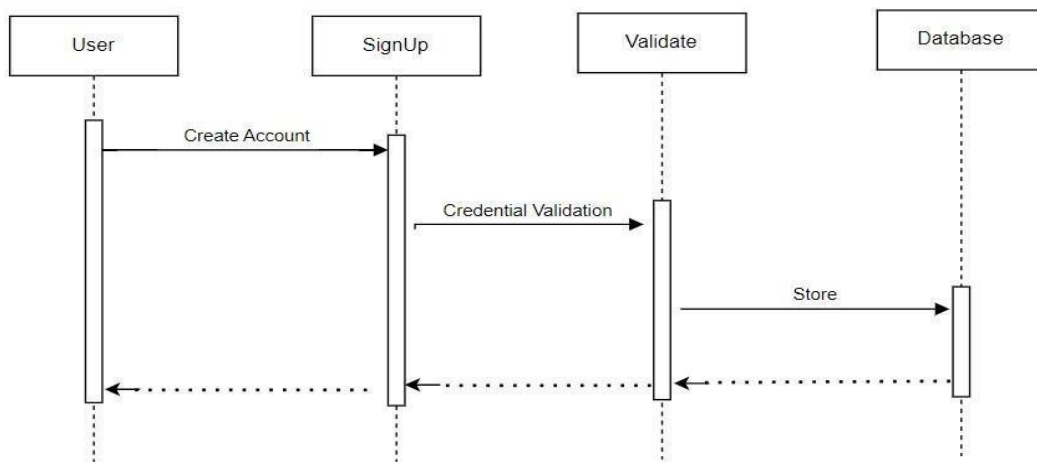 User
SignUp
Validate
Database
Create Account
Credential Validation
Store